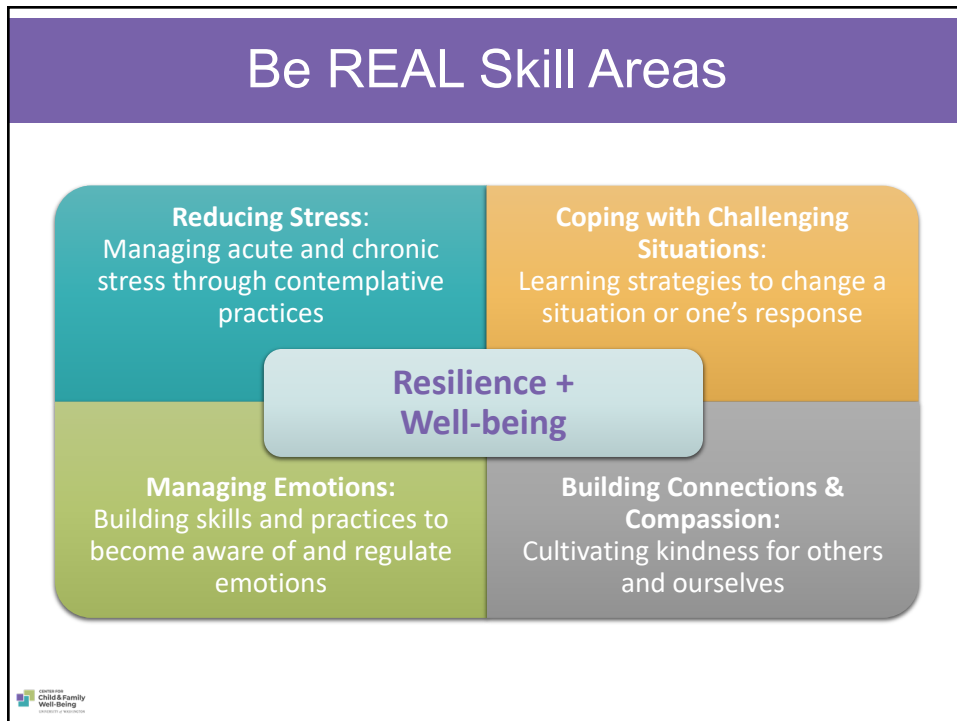 Be REAL Skill Areas
Reducing Stress:
Managing acute and chronic
stress through contemplative
practices
Coping with Challenging
Situations:
Learning strategies to change a
situation or one’s response
Resilience +
Well-being
Managing Emotions:
Building skills and practices to
become aware of and regulate
emotions
Building Connections &
Compassion:
Cultivating kindness for others
and ourselves
CENTER FOR
Child & Family
Well-Being
UNIVERSITY of WASHINGTON